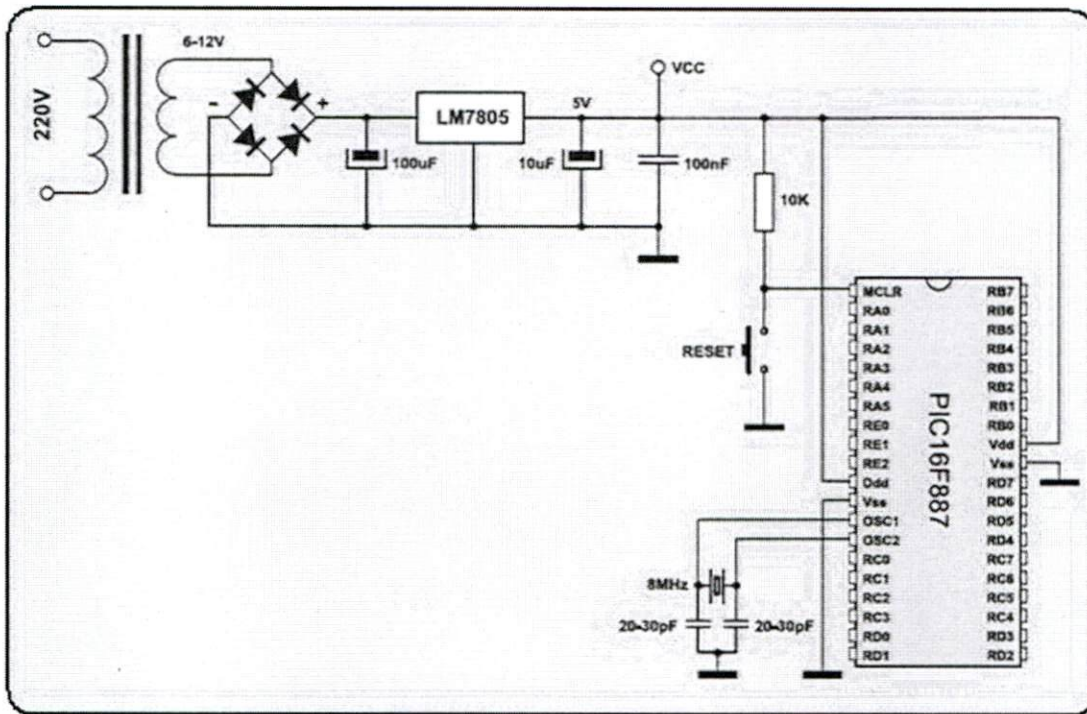 220V
6-12V
-
+
LM7805
100uF
5V
10uF
VCC
100nF
10K
RESET
8MHz
20-30pF
20-30pF
PIC16F887
MCLR
RA0
RA1
RA2
RA3
RA4
RA5
RE0
RE1
RE2
Ddd
Vss
OSC1
OSC2
RC0
RC1
RC2
RC3
RD0
RD1
RB7
RB6
RB5
RB4
RB3
RB2
RB1
RB0
Vdd
Vss
RD7
RD6
RD5
RD4
RC7
RC6
RC5
RC4
RD3
RD2